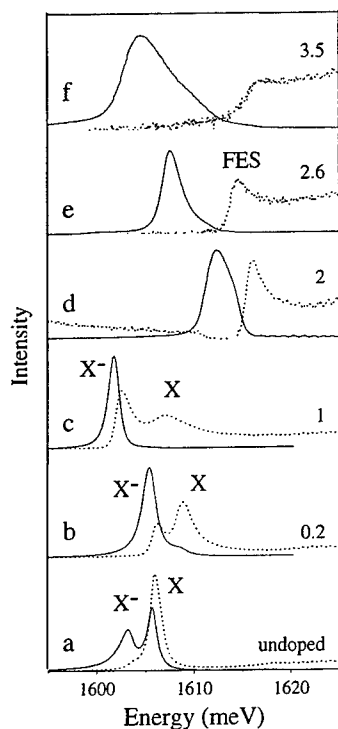 f 3.5
e FES 2.6
d 2
X⁻ X
c 1
X⁻ X
b 0.2
X⁻ X
a undoped
1600 1610 1620
Energy (meV)
Intensity